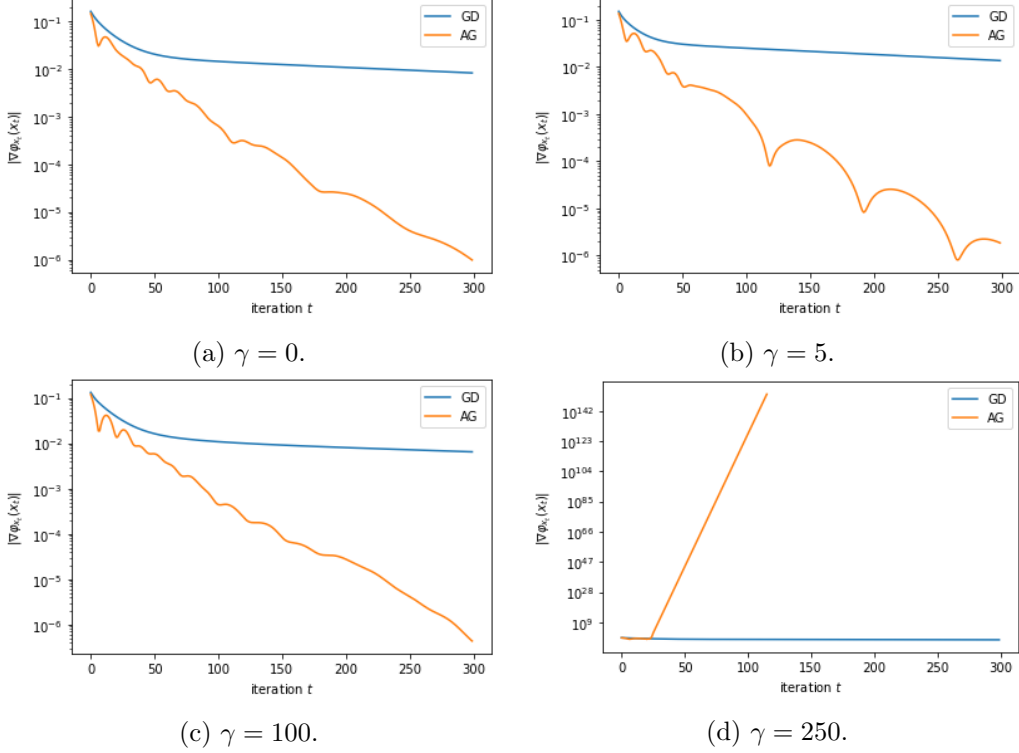 10⁻¹
10⁻²
10⁻³
10⁻⁴
10⁻⁵
10⁻⁶
|∇φ_{x_t}(x_t)|
GD
AG
0 50 100 150 200 250 300
iteration t
(a) γ = 0.
10⁻¹
10⁻²
10⁻³
10⁻⁴
10⁻⁵
10⁻⁶
|∇φ_{x_t}(x_t)|
GD
AG
0 50 100 150 200 250 300
iteration t
(b) γ = 5.
10⁻¹
10⁻²
10⁻³
10⁻⁴
10⁻⁵
10⁻⁶
|∇φ_{x_t}(x_t)|
GD
AG
0 50 100 150 200 250 300
iteration t
(c) γ = 100.
10¹⁴²
10¹²³
10¹⁰⁴
10⁸⁵
10⁶⁶
10⁴⁷
10²⁸
10⁹
|∇φ_{x_t}(x_t)|
GD
AG
0 50 100 150 200 250 300
iteration t
(d) γ = 250.